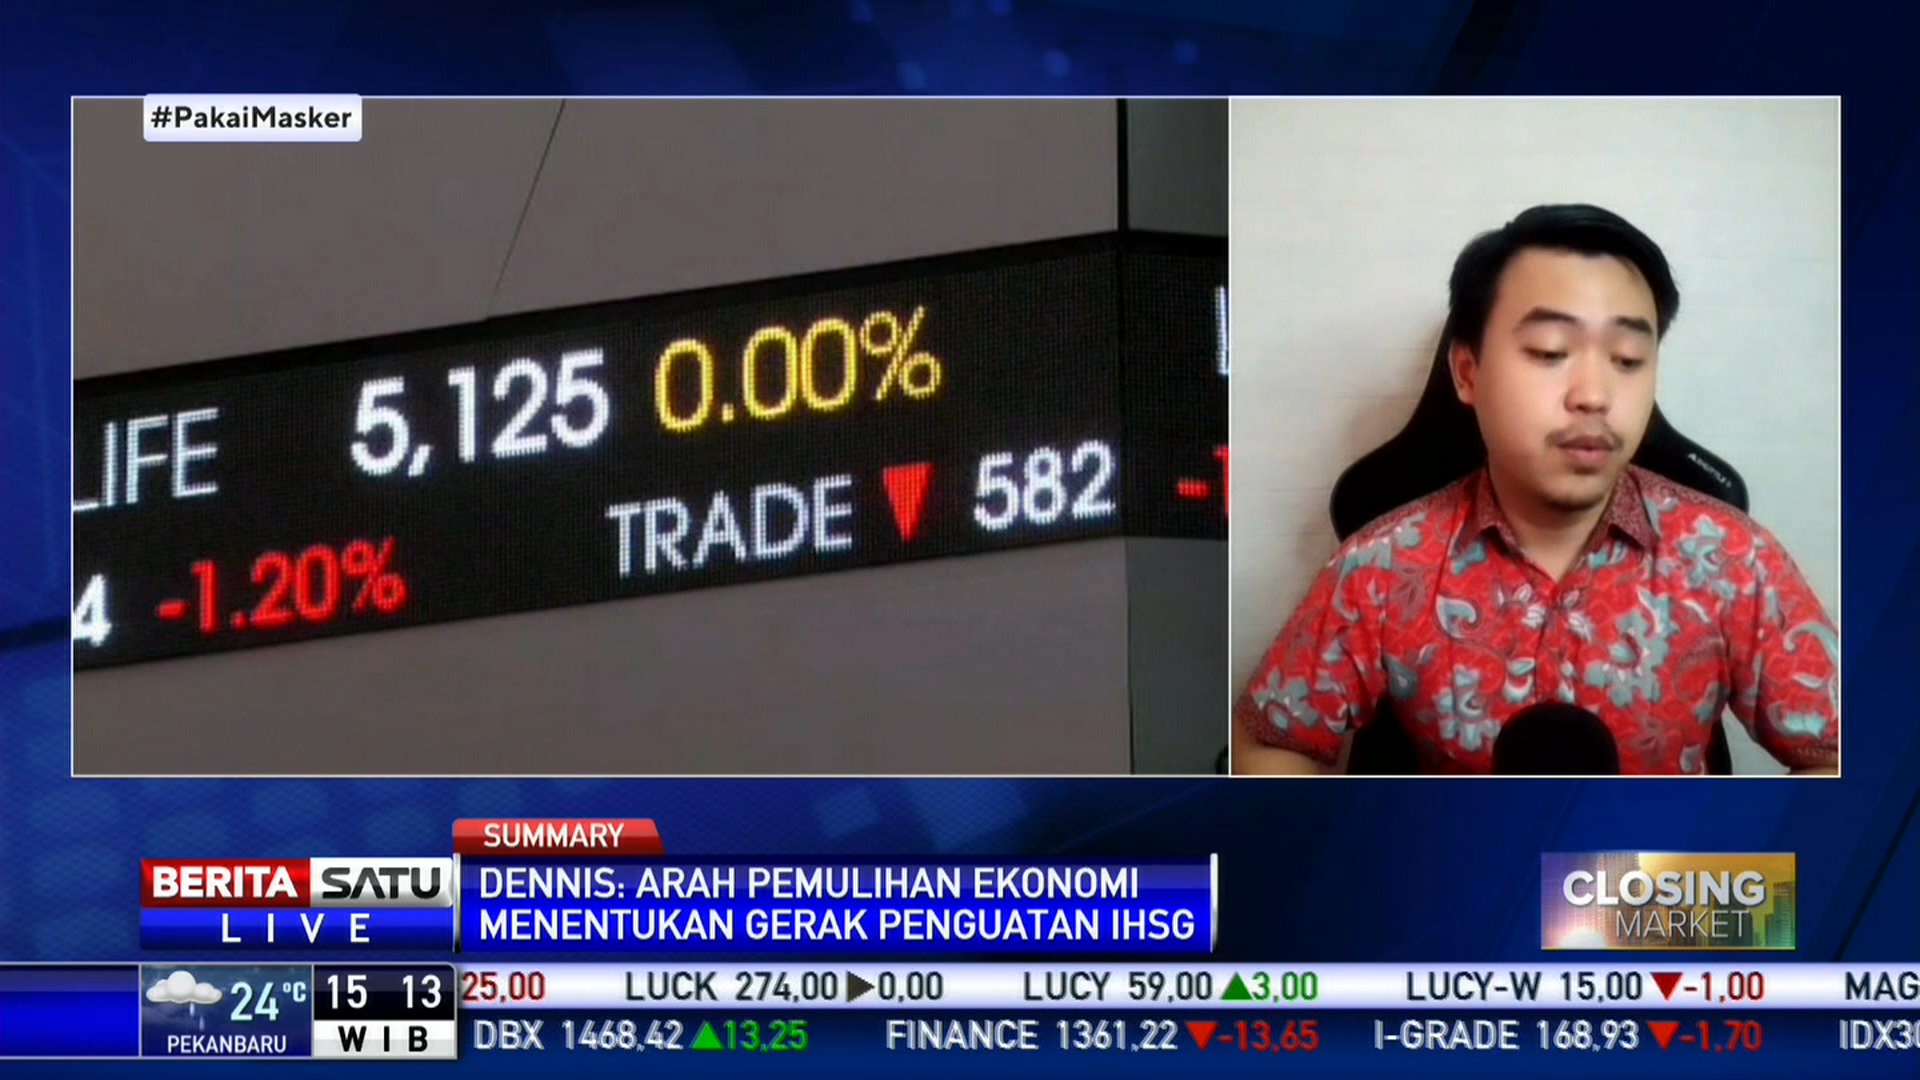 #PakaiMasker
LIFE 5,125 0.00%
4 -1.20% TRADE ▼ 582 -1
SUMMARY
DENNIS: ARAH PEMULIHAN EKONOMI
MENENTUKAN GERAK PENGUATAN IHSG
BERITA SATU
LIVE
CLOSING
MARKET
24°C
PEKANBARU
15 13
WIB
25,00 LUCK 274,00 ▶0,00 LUCY 59,00 ▲3,00 LUCY-W 15,00 ▼-1,00 MAG
DBX 1468,42 ▲13,25 FINANCE 1361,22 ▼-13,65 I-GRADE 168,93 ▼-1,70 IDX30